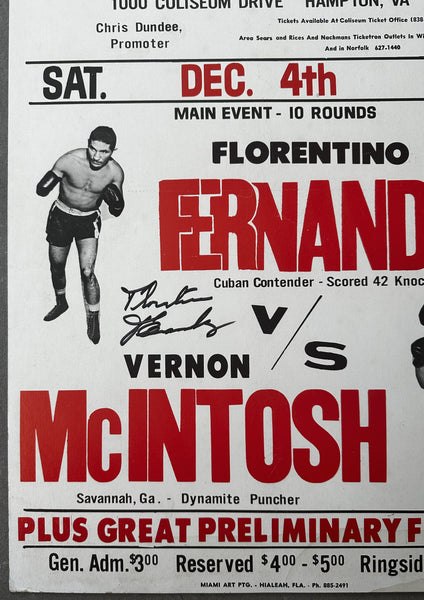 1000 COLISEUM DRIVE HAMPTON, VA
Chris Dundee,
Promoter
Tickets Available At Coliseum Ticket Office (838
Area Sears and Rices And Nachmans Ticketron Outlets In Wi
And in Norfolk 627-1440
SAT. DEC. 4th
MAIN EVENT - 10 ROUNDS
FLORENTINO
FERNAND
Cuban Contender - Scored 42 Knoc
V/S
VERNON
McINTOSH
Savannah, Ga. - Dynamite Puncher
PLUS GREAT PRELIMINARY F
Gen. Adm. $3.00 Reserved $4.00 - $5.00 Ringsid
MIAMI ART PTG. - HIALEAH, FLA. - Ph. 885-2491